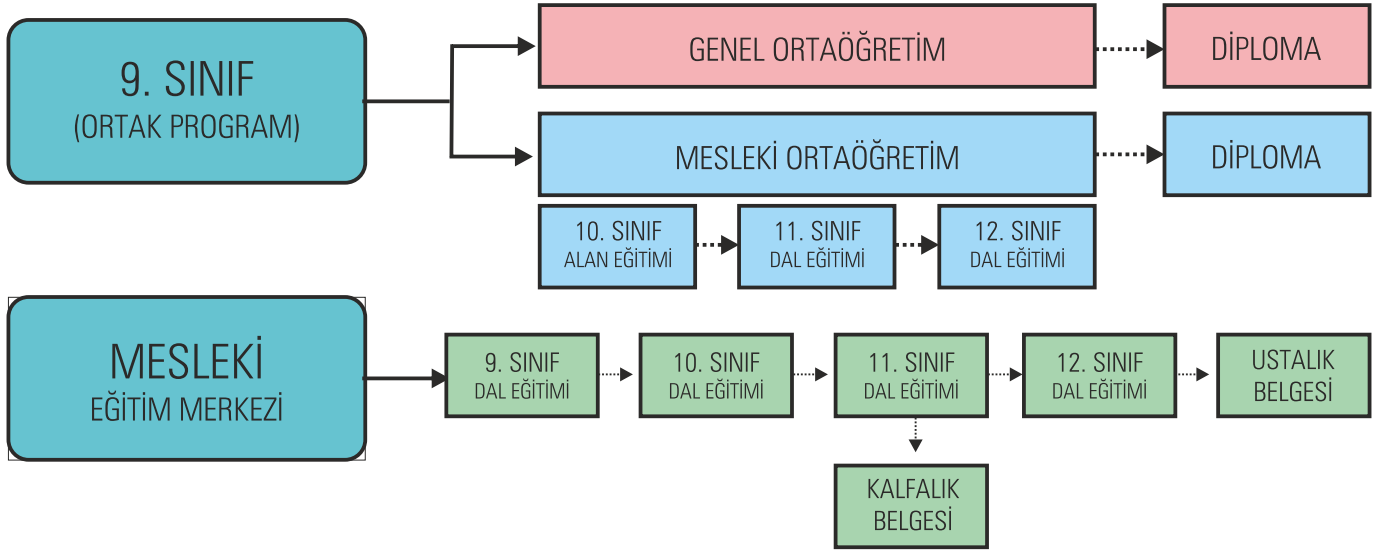 9. SINIF
(ORTAK PROGRAM)
GENEL ORTAÖĞRETİM
DİPLOMA
MESLEKİ ORTAÖĞRETİM
DİPLOMA
10. SINIF
ALAN EĞİTİMİ
11. SINIF
DAL EĞİTİMİ
12. SINIF
DAL EĞİTİMİ
MESLEKİ
EĞİTİM MERKEZİ
9. SINIF
DAL EĞİTİMİ
10. SINIF
DAL EĞİTİMİ
11. SINIF
DAL EĞİTİMİ
12. SINIF
DAL EĞİTİMİ
USTALIK
BELGESİ
KALFALIK
BELGESİ